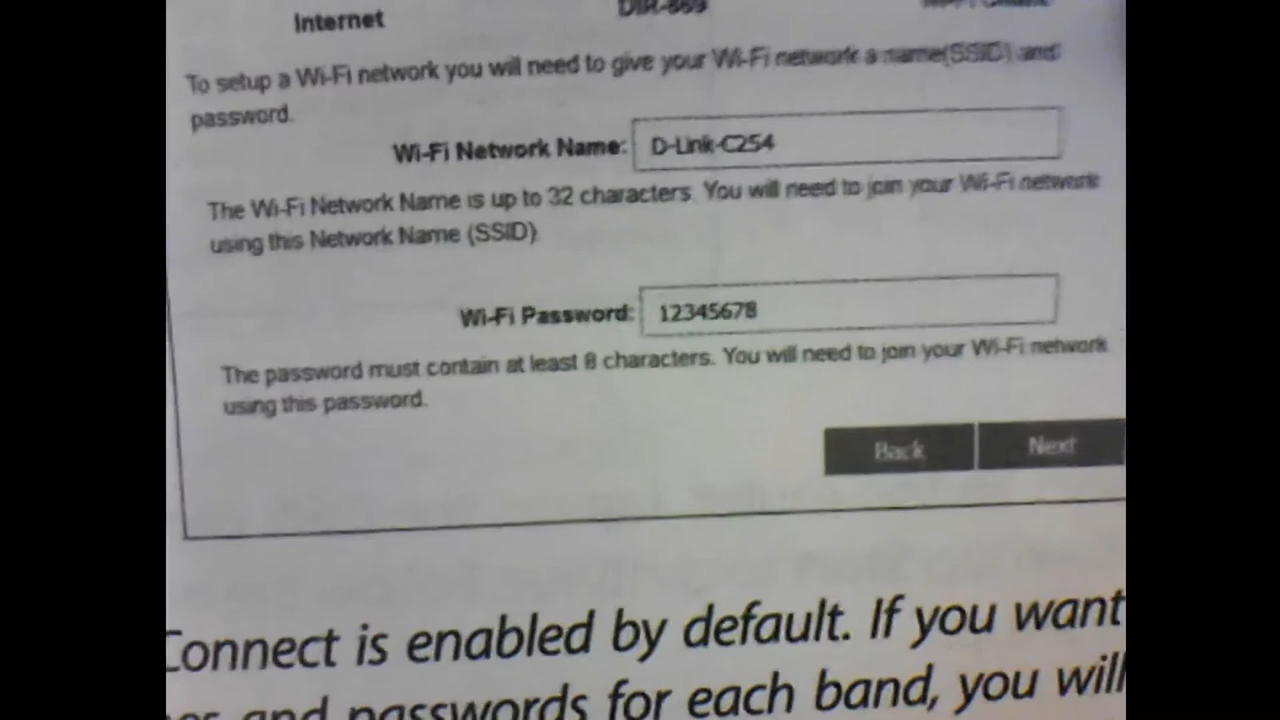 Internet
To setup a Wi-Fi network you will need to give your Wi-Fi network a name(SSID) and
password.
Wi-Fi Network Name: D-Link-C254
The Wi-Fi Network Name is up to 32 characters. You will need to join your Wi-Fi network
using this Network Name (SSID)
Wi-Fi Password: 12345678
The password must contain at least 8 characters. You will need to join your Wi-Fi network
using this password.
Back Next
Connect is enabled by default. If you want
and passwords for each band, you will